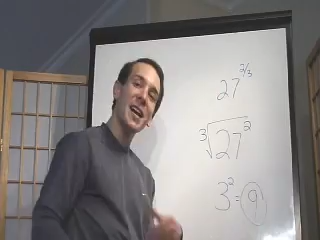 27^{2/3}
∛27²
3² = 9